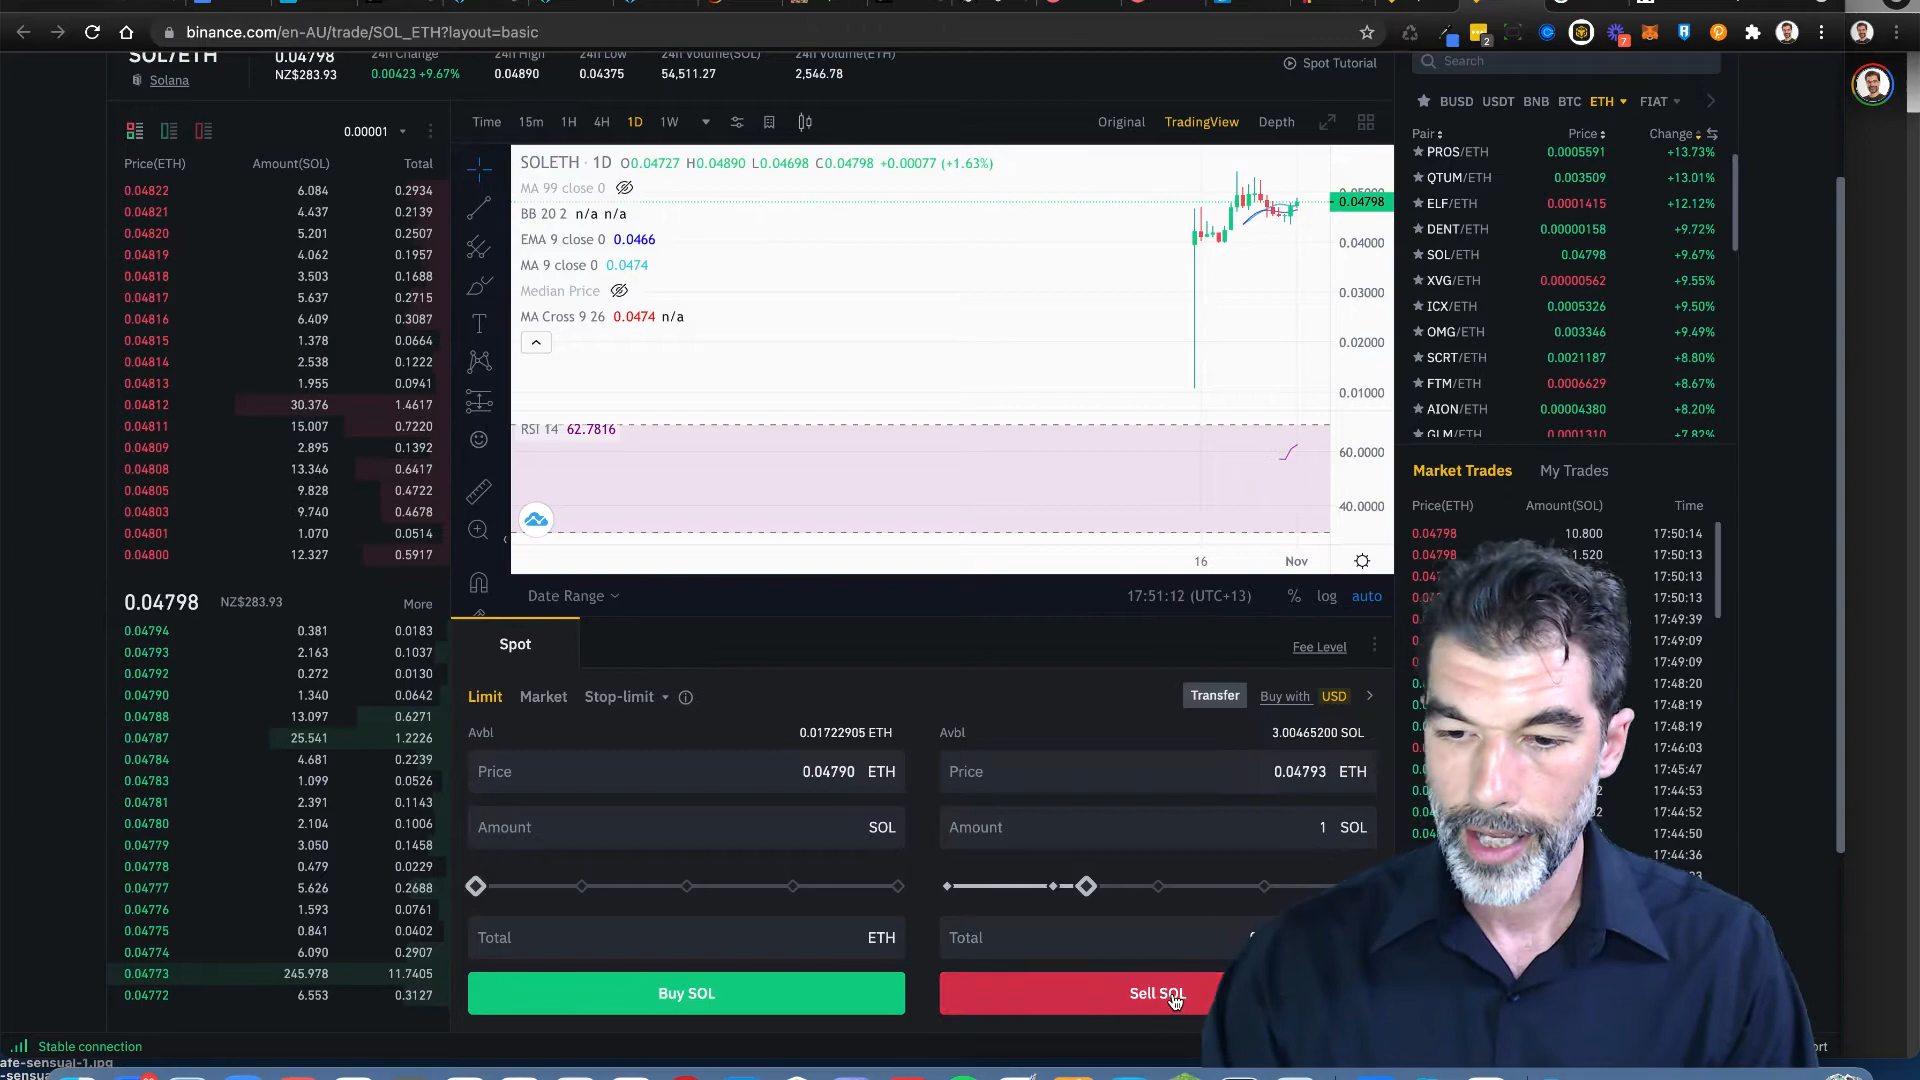 binance.com/en-AU/trade/SOL_ETH?layout=basic
2
7
SOL/ETH
Solana
0.04798
NZ$283.93
24h Change
0.00423 +9.67%
24h High
0.04890
24h Low
0.04375
24h Volume(SOL)
54,511.27
24h Volume(ETH)
2,546.78
Spot Tutorial
Search
0.00001
Price(ETH) Amount(SOL) Total
0.04822 6.084 0.2934
0.04821 4.437 0.2139
0.04820 5.201 0.2507
0.04819 4.062 0.1957
0.04818 3.503 0.1688
0.04817 5.637 0.2715
0.04816 6.409 0.3087
0.04815 1.378 0.0664
0.04814 2.538 0.1222
0.04813 1.955 0.0941
0.04812 30.376 1.4617
0.04811 15.007 0.7220
0.04809 2.895 0.1392
0.04808 13.346 0.6417
0.04805 9.828 0.4722
0.04803 9.740 0.4678
0.04801 1.070 0.0514
0.04800 12.327 0.5917
0.04798 NZ$283.93 More
0.04794 0.381 0.0183
0.04793 2.163 0.1037
0.04792 0.272 0.0130
0.04790 1.340 0.0642
0.04788 13.097 0.6271
0.04787 25.541 1.2226
0.04784 4.681 0.2239
0.04783 1.099 0.0526
0.04782 2.391 0.1143
0.04780 2.104 0.1006
0.04779 3.050 0.1458
0.04778 0.479 0.0229
0.04777 5.626 0.2688
0.04776 1.593 0.0761
0.04775 0.841 0.0402
0.04774 6.090 0.2907
0.04773 245.978 11.7405
0.04772 6.553 0.3127
Time 15m 1H 4H 1D 1W
Original TradingView Depth
SOLETH · 1D O0.04727 H0.04890 L0.04698 C0.04798 +0.00077 (+1.63%)
MA 99 close 0
BB 20 2 n/a n/a
EMA 9 close 0 0.0466
MA 9 close 0 0.0474
Median Price
MA Cross 9 26 0.0474 n/a
0.05000
0.04798
0.04000
0.03000
0.02000
0.01000
RSI 14 62.7816
60.0000
40.0000
16 Nov
Date Range
17:51:12 (UTC+13) % log auto
Spot
Fee Level
Limit Market Stop-limit
Transfer Buy with USD
Avbl 0.01722905 ETH
Price 0.04790 ETH
Amount SOL
Total ETH
Buy SOL
Avbl 3.00465200 SOL
Price 0.04793 ETH
Amount 1 SOL
Total
Sell SOL
BUSD USDT BNB BTC ETH FIAT
Pair Price Change
PROS/ETH 0.0005591 +13.73%
QTUM/ETH 0.003509 +13.01%
ELF/ETH 0.0001415 +12.12%
DENT/ETH 0.00000158 +9.72%
SOL/ETH 0.04798 +9.67%
XVG/ETH 0.00000562 +9.55%
ICX/ETH 0.0005326 +9.50%
OMG/ETH 0.003346 +9.49%
SCRT/ETH 0.0021187 +8.80%
FTM/ETH 0.0006629 +8.67%
AION/ETH 0.00004380 +8.20%
GLM/ETH 0.0001310 +7.82%
Market Trades My Trades
Price(ETH) Amount(SOL) Time
0.04798 10.800 17:50:14
0.04798 1.520 17:50:13
17:50:13
17:50:13
17:49:39
17:49:09
17:49:09
17:48:20
17:48:19
17:48:19
17:46:03
17:45:47
17:44:53
17:44:52
17:44:50
17:44:36
Stable connection
afe-sensual-1.jpg